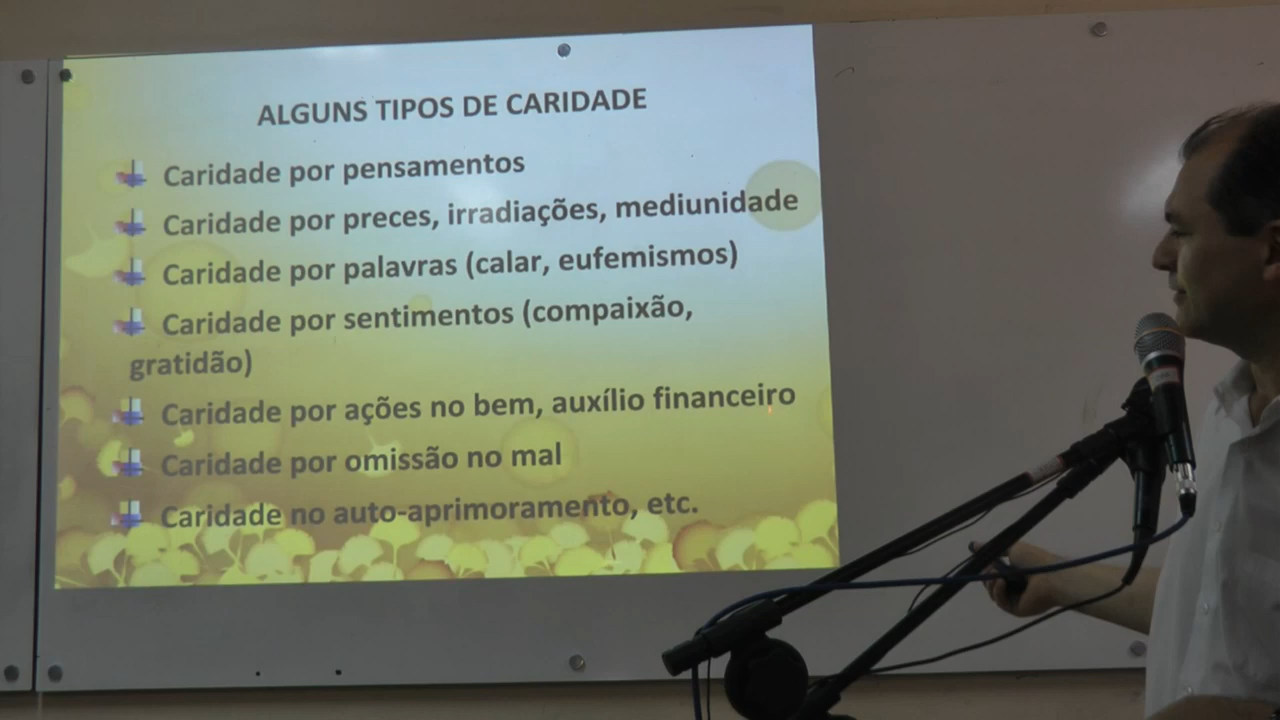 ALGUNS TIPOS DE CARIDADE
Caridade por pensamentos
Caridade por preces, irradiações, mediunidade
Caridade por palavras (calar, eufemismos)
Caridade por sentimentos (compaixão,
gratidão)
Caridade por ações no bem, auxílio financeiro
Caridade por omissão no mal
Caridade no auto-aprimoramento, etc.